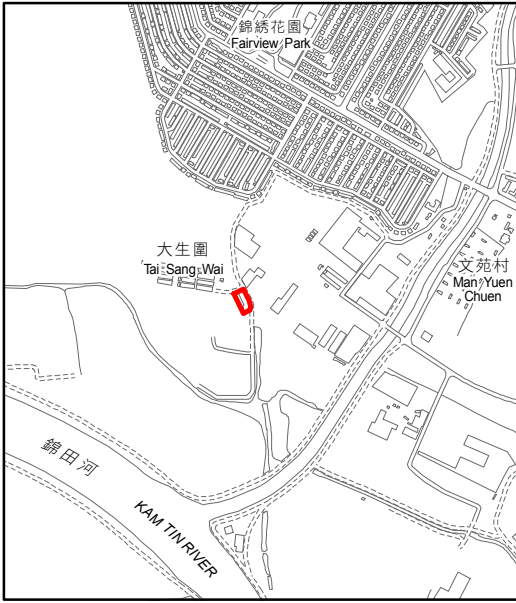 錦綉花園
Fairview Park
大生圍
Tai Sang Wai
文苑村
Man Yuen
Chuen
錦田河
KAM TIN RIVER